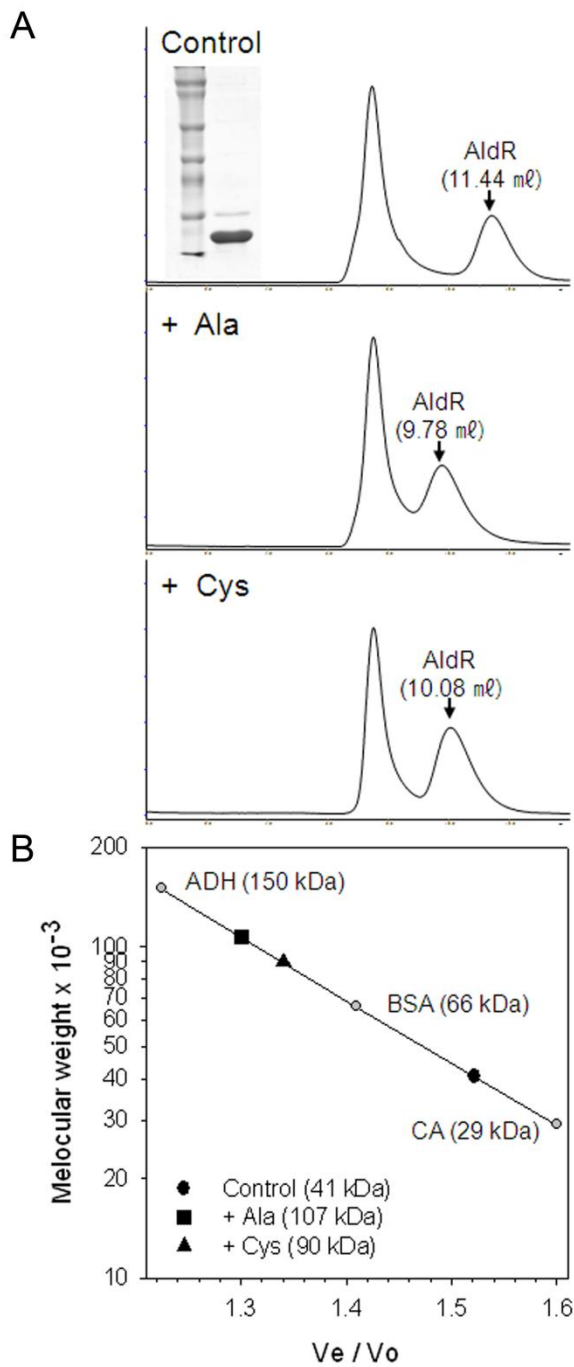 A
Control
AldR
(11.44 ㎖)
+ Ala
AldR
(9.78 ㎖)
+ Cys
AldR
(10.08 ㎖)
B
200
100
90
80
70
60
50
40
30
20
10
Melocular weight x 10⁻³
ADH (150 kDa)
BSA (66 kDa)
CA (29 kDa)
Control (41 kDa)
+ Ala (107 kDa)
+ Cys (90 kDa)
1.3 1.4 1.5 1.6
Ve / Vo